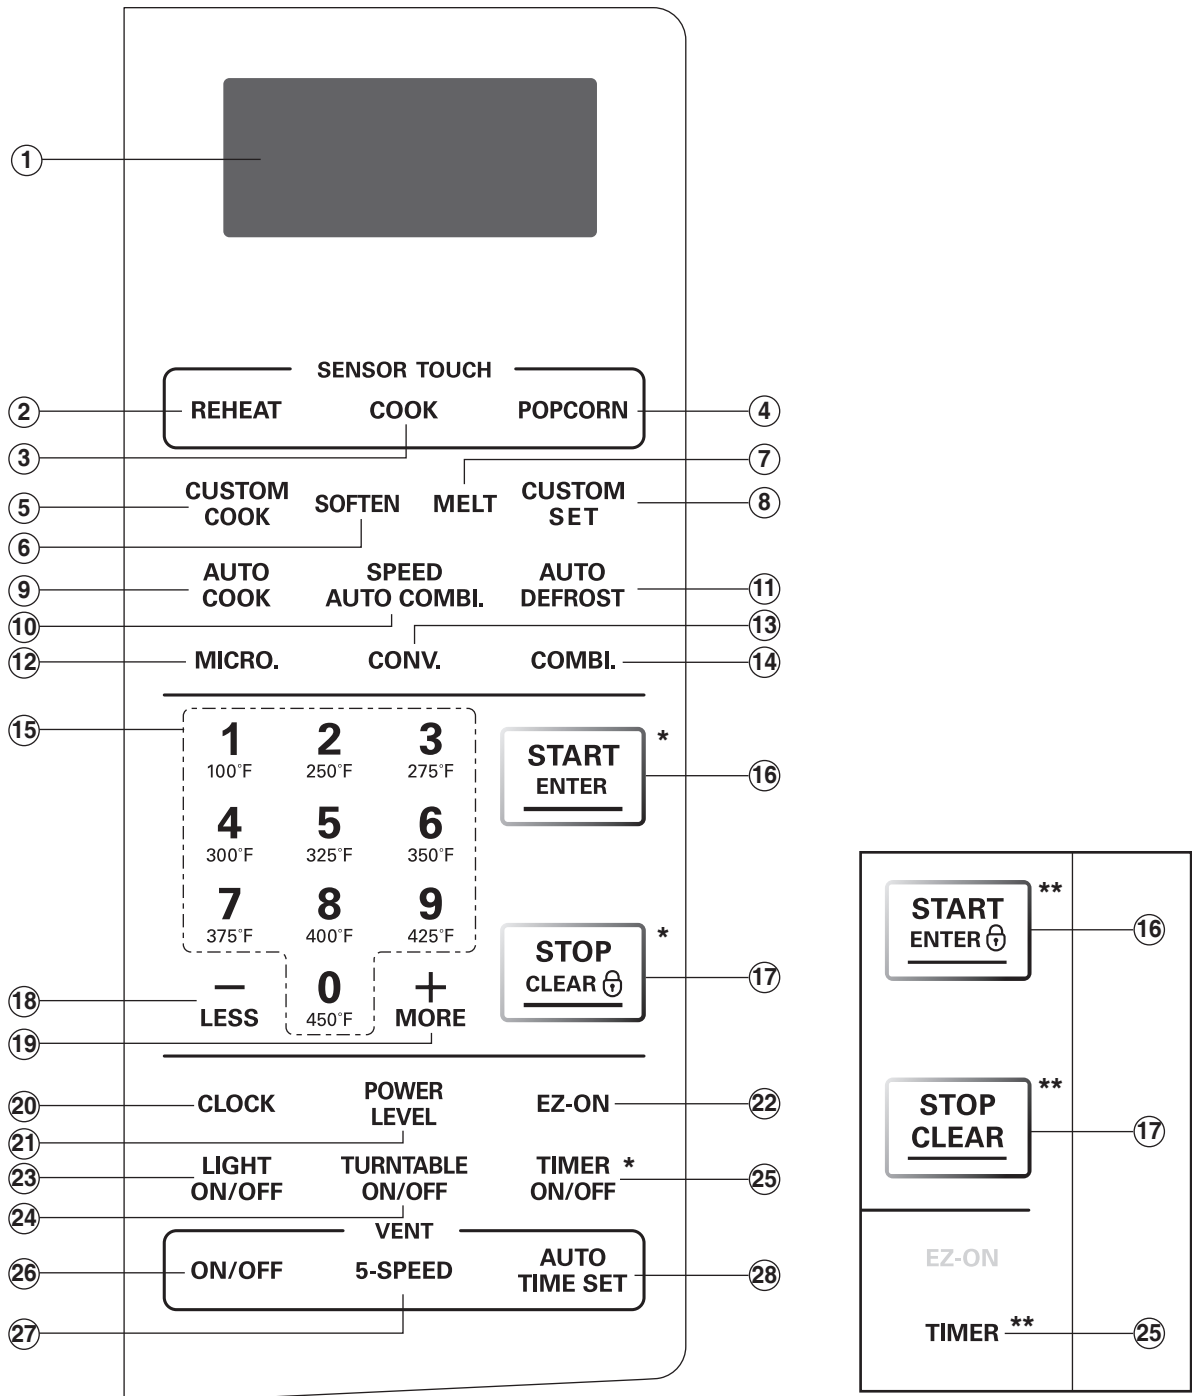 1
SENSOR TOUCH
2 REHEAT COOK POPCORN 4
3
7
5 CUSTOM COOK SOFTEN MELT CUSTOM SET 8
6
9 AUTO COOK SPEED AUTO COMBI. AUTO DEFROST 11
10
13
12 MICRO. CONV. COMBI. 14
15
1 2 3
100°F 250°F 275°F
4 5 6
300°F 325°F 350°F
7 8 9
375°F 400°F 425°F
0
450°F
START *
ENTER
16
STOP *
CLEAR
17
18 –
LESS
+
MORE
19
20 CLOCK POWER LEVEL EZ-ON 22
21
23 LIGHT ON/OFF TURNTABLE ON/OFF TIMER * ON/OFF 25
24
VENT
26 ON/OFF 5-SPEED AUTO TIME SET 28
27
START **
ENTER
16
STOP **
CLEAR
17
EZ-ON
TIMER ** 25